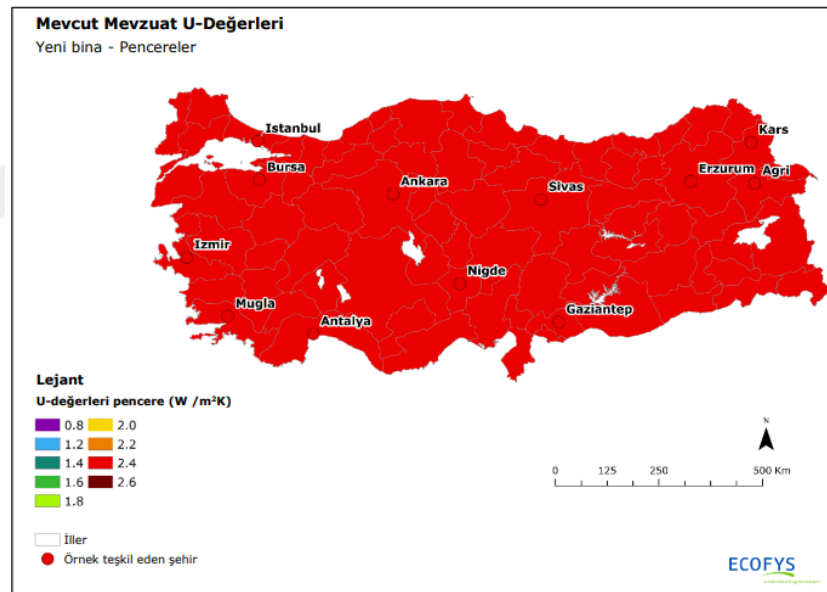 Mevcut Mevzuat U-Değerleri
Yeni bina - Pencereler
Istanbul
Kars
Bursa
Erzurum
Agri
Ankara
Sivas
Izmir
Nigde
Mugla
Antalya
Gaziantep
Lejant
U-değerleri pencere (W /m²K)
0.8 2.0
1.2 2.2
1.4 2.4
1.6 2.6
1.8
N
0 125 250 500 Km
İller
Örnek teşkil eden şehir
ECOFYS